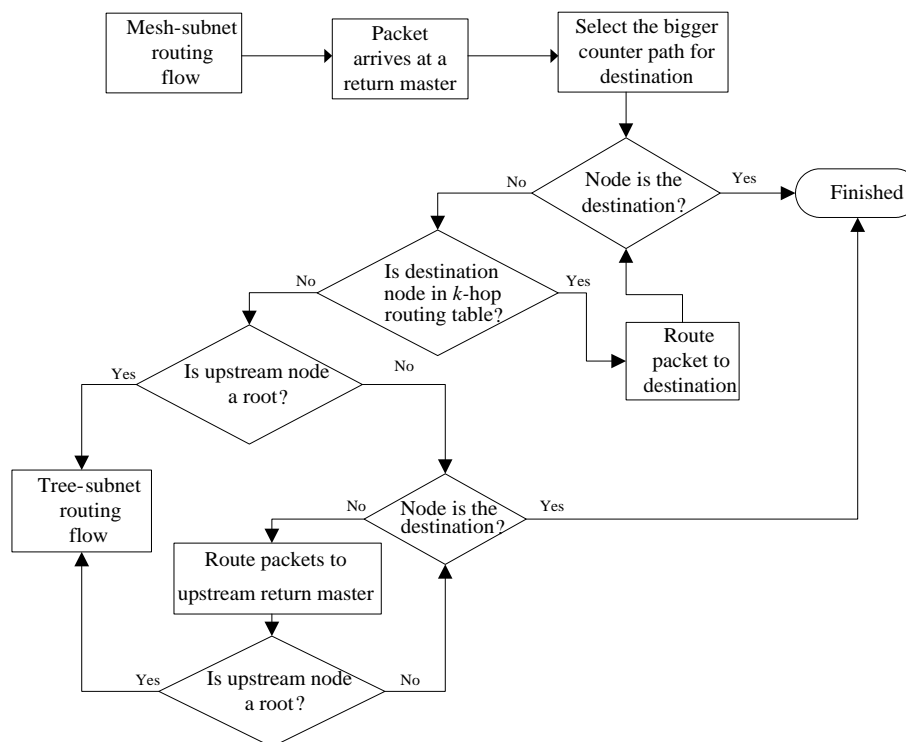 Mesh-subnet
routing
flow
Packet
arrives at a
return master
Select the bigger
counter path for
destination
Node is the
destination?
No
Yes
Finished
Is destination
node in k-hop
routing table?
No
Yes
Route
packet to
destination
Is upstream node
a root?
Yes
No
Tree-subnet
routing
flow
Node is the
destination?
No
Yes
Route packets to
upstream return master
Is upstream node
a root?
Yes
No